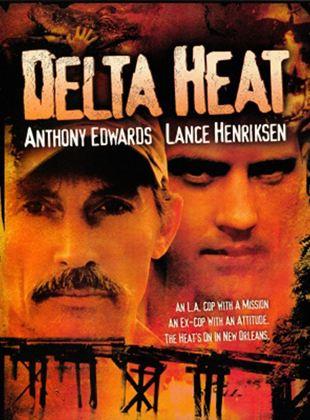 DELTA HEAT
ANTHONY EDWARDS LANCE HENRIKSEN
AN L.A. COP WITH A MISSION
AN EX-COP WITH AN ATTITUDE.
THE HEAT'S ON IN NEW ORLEANS.